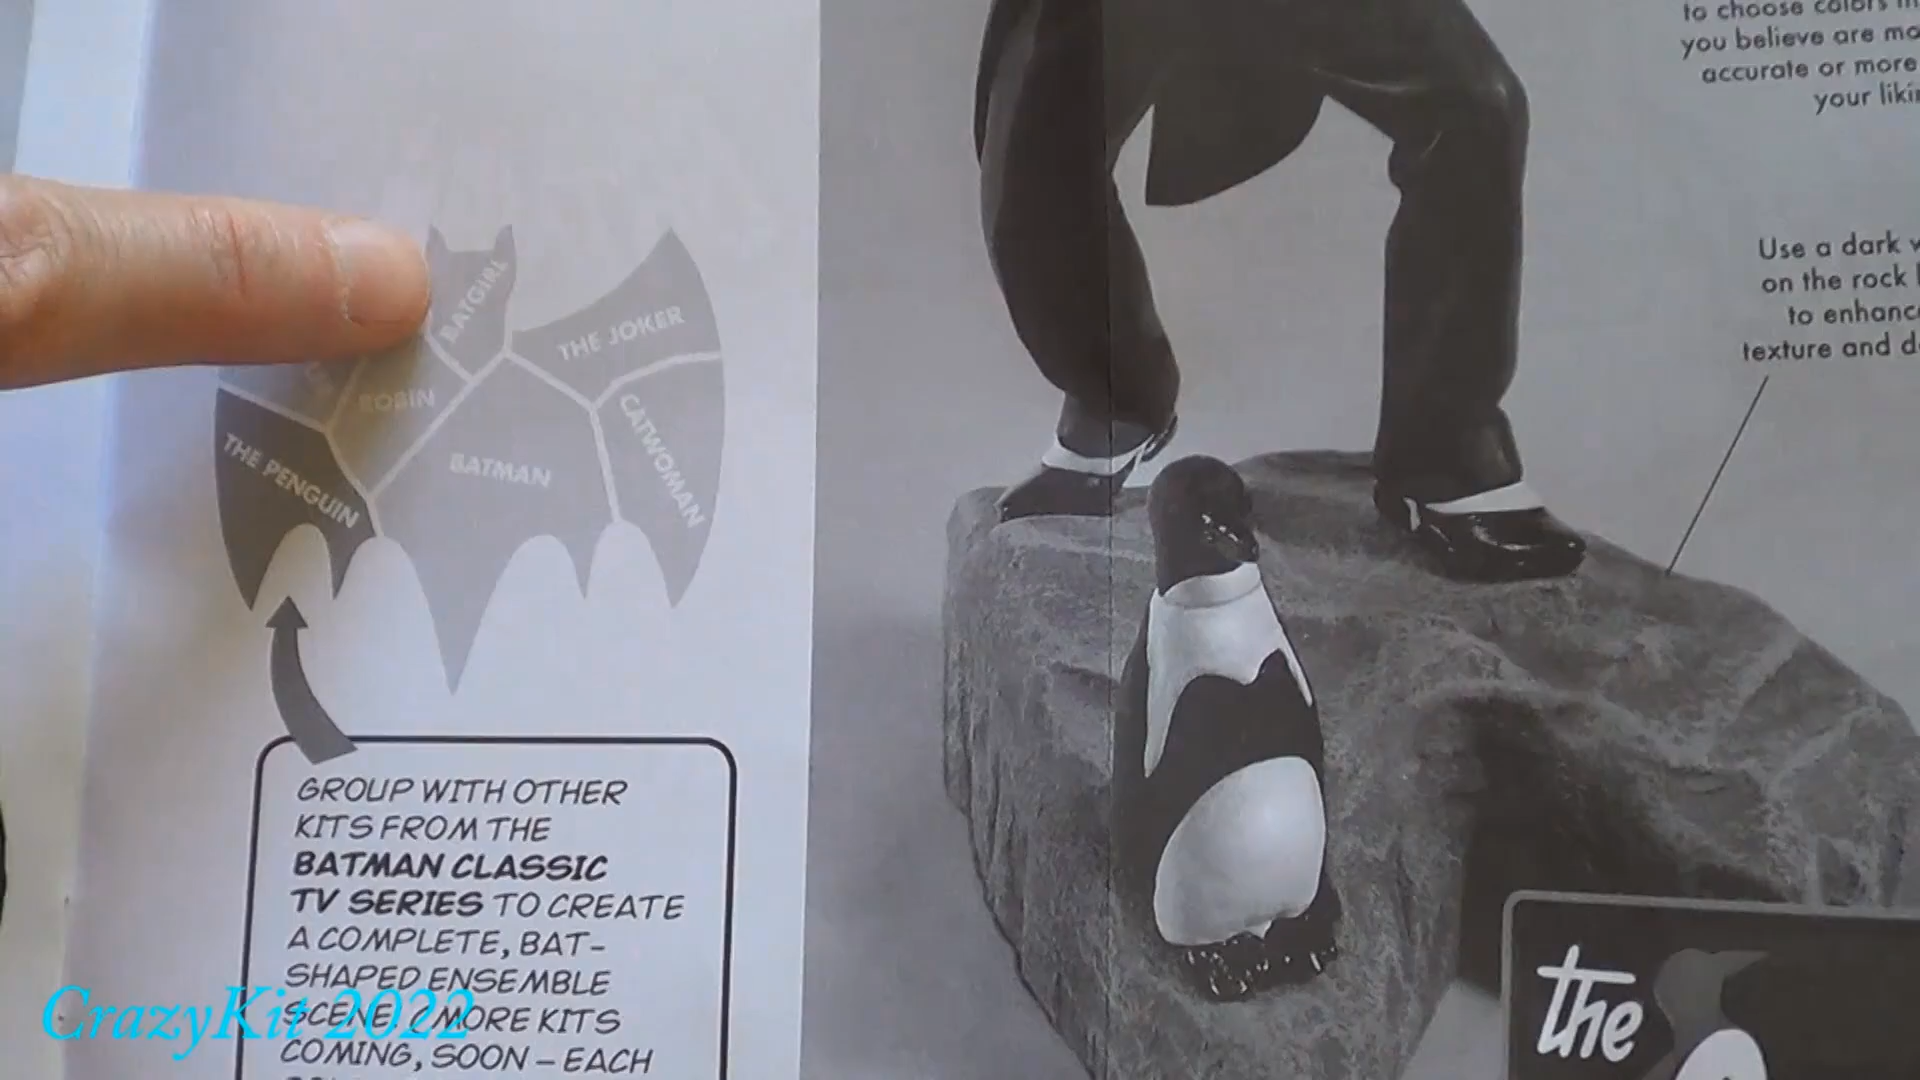 BATGIRL
THE JOKER
ROBIN
THE PENGUIN
BATMAN
CATWOMAN
GROUP WITH OTHER
KITS FROM THE
BATMAN CLASSIC
TV SERIES TO CREATE
A COMPLETE, BAT-
SHAPED ENSEMBLE
SCENE. 2 MORE KITS
COMING, SOON – EACH
to choose colors
you believe are
accurate or more
your
Use a dark
on the rock
to
texture and
the
CrazyKit 2022